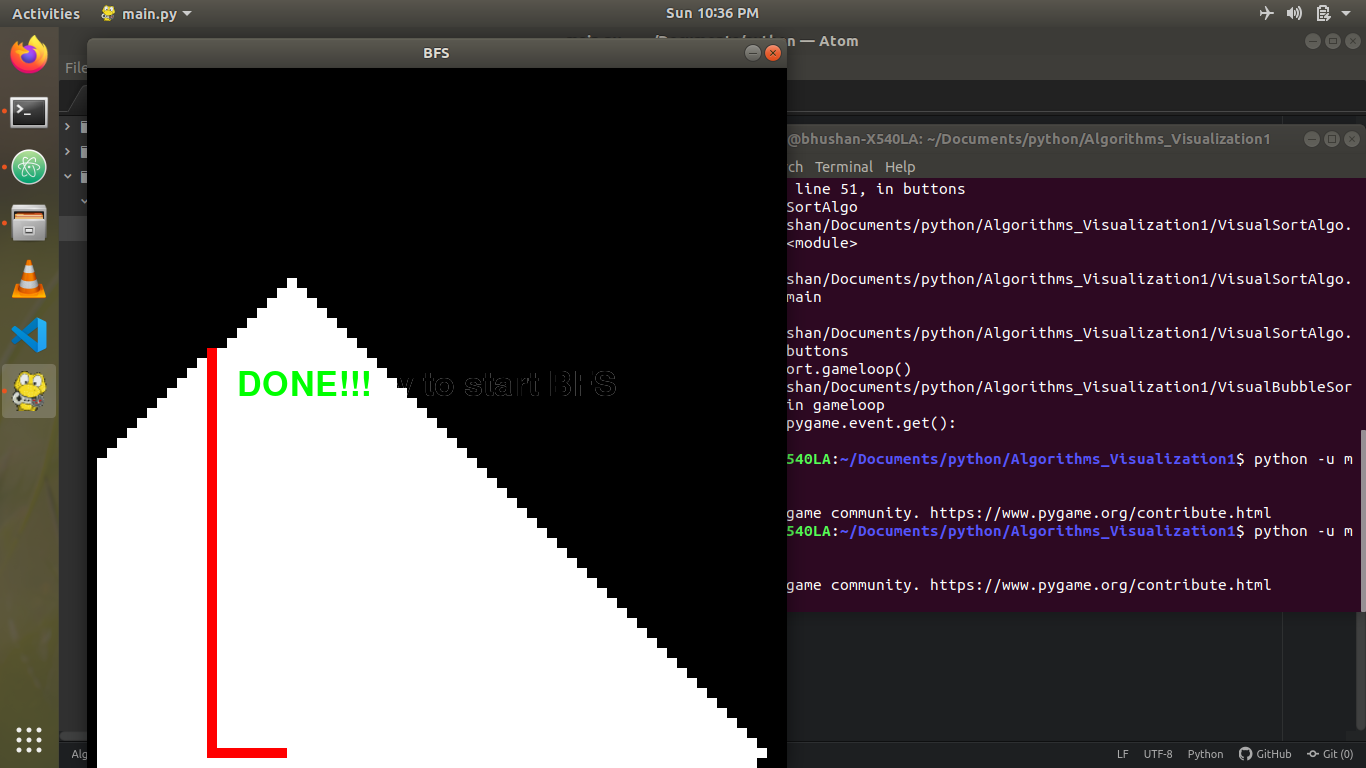 Activities
main.py
Sun 10:36 PM
— Atom
File
BFS
@bhushan-X540LA: ~/Documents/python/Algorithms_Visualization1
Terminal Help
line 51, in buttons
SortAlgo
shan/Documents/python/Algorithms_Visualization1/VisualSortAlgo.
<module>
shan/Documents/python/Algorithms_Visualization1/VisualSortAlgo.
main
shan/Documents/python/Algorithms_Visualization1/VisualSortAlgo.
buttons
ort.gameloop()
shan/Documents/python/Algorithms_Visualization1/VisualBubbleSor
in gameloop
pygame.event.get():
540LA:~/Documents/python/Algorithms_Visualization1$ python -u m
game community. https://www.pygame.org/contribute.html
540LA:~/Documents/python/Algorithms_Visualization1$ python -u m
game community. https://www.pygame.org/contribute.html
DONE!!! y to start BFS
Alg
LF UTF-8 Python GitHub Git (0)